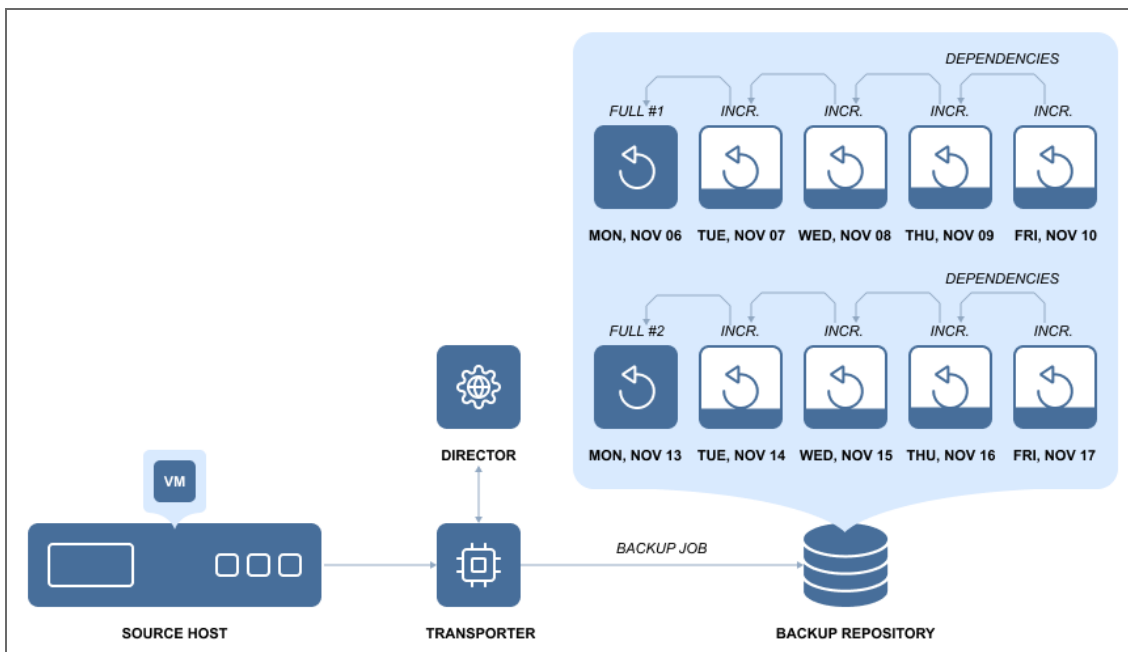 DEPENDENCIES
FULL #1 INCR. INCR. INCR. INCR.
MON, NOV 06 TUE, NOV 07 WED, NOV 08 THU, NOV 09 FRI, NOV 10
DEPENDENCIES
FULL #2 INCR. INCR. INCR. INCR.
MON, NOV 13 TUE, NOV 14 WED, NOV 15 THU, NOV 16 FRI, NOV 17
DIRECTOR
VM
BACKUP JOB
SOURCE HOST TRANSPORTER BACKUP REPOSITORY